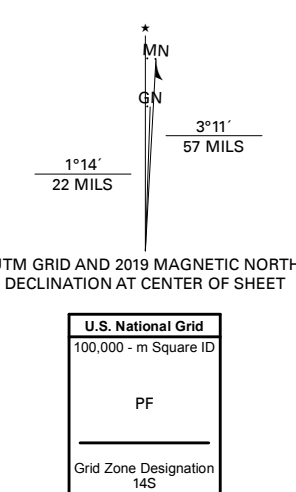 ★
MN
GN
3°11´
57 MILS
1°14´
22 MILS
UTM GRID AND 2019 MAGNETIC NORTH
DECLINATION AT CENTER OF SHEET
U.S. National Grid
100,000 - m Square ID
PF
Grid Zone Designation
14S